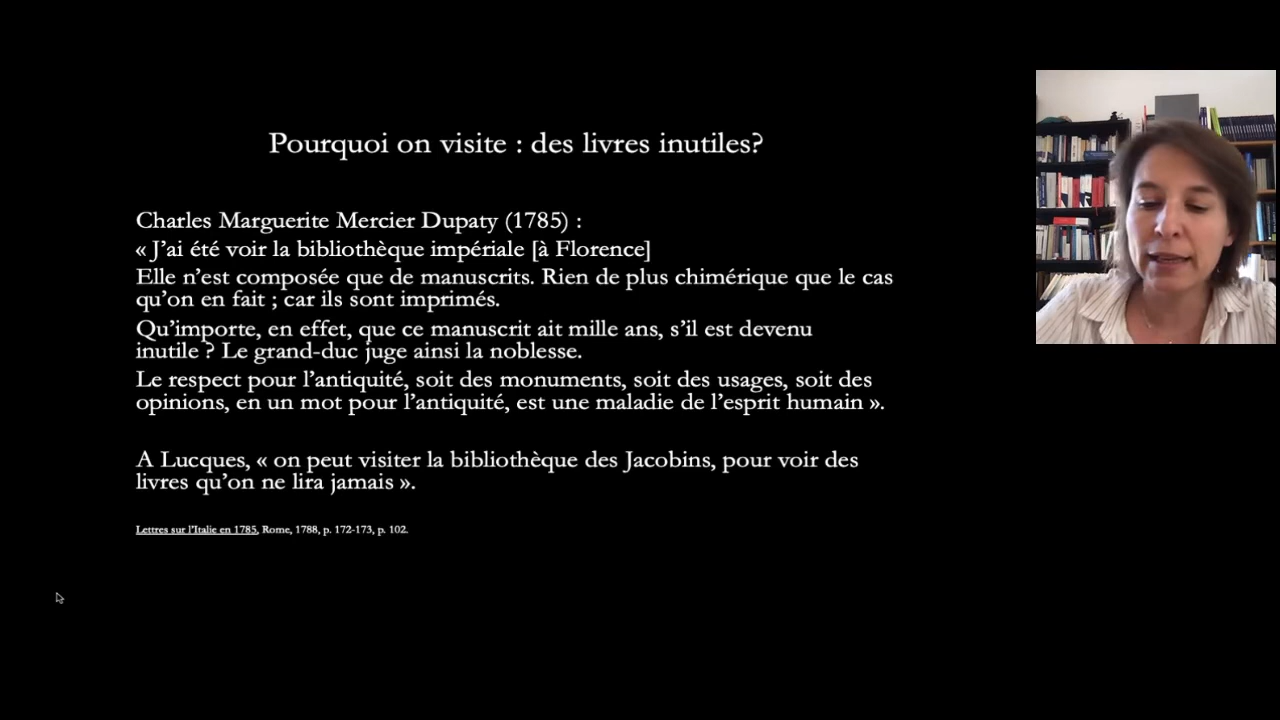 Pourquoi on visite : des livres inutiles?
Charles Marguerite Mercier Dupaty (1785) :
« J’ai été voir la bibliothèque impériale [à Florence]
Elle n’est composée que de manuscrits. Rien de plus chimérique que le cas
qu’on en fait ; car ils sont imprimés.
Qu’importe, en effet, que ce manuscrit ait mille ans, s’il est devenu
inutile ? Le grand-duc juge ainsi la noblesse.
Le respect pour l’antiquité, soit des monuments, soit des usages, soit des
opinions, en un mot pour l’antiquité, est une maladie de l’esprit humain ».
A Lucques, « on peut visiter la bibliothèque des Jacobins, pour voir des
livres qu’on ne lira jamais ».
Lettres sur l’Italie en 1785, Rome, 1788, p. 172-173, p. 102.